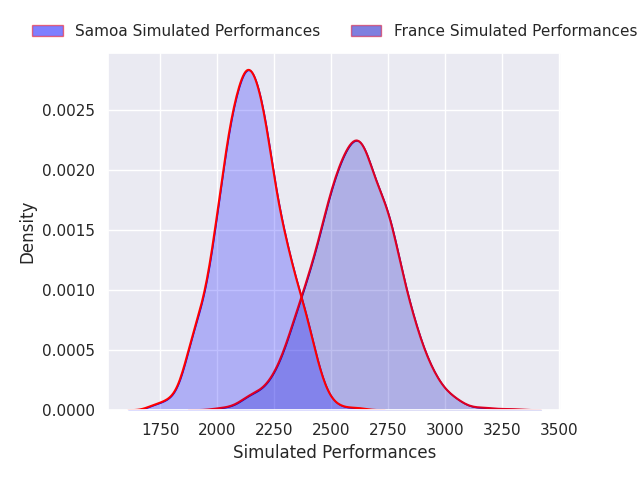 Samoa Simulated Performances
France Simulated Performances
Density
0.0025
0.0020
0.0015
0.0010
0.0005
0.0000
1750 2000 2250 2500 2750 3000 3250 3500
Simulated Performances